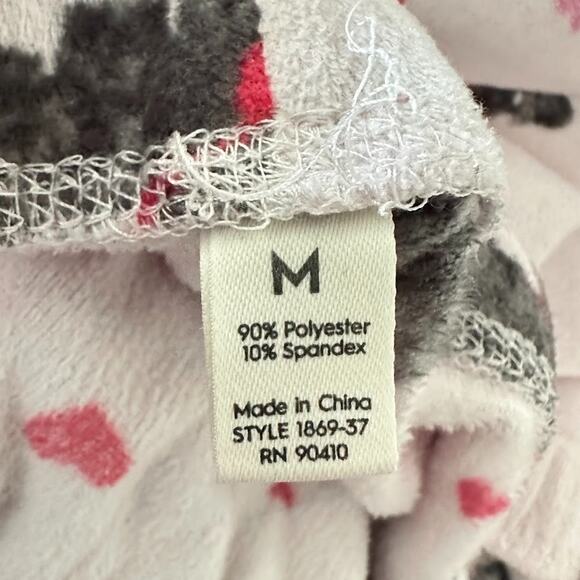 M
90% Polyester
10% Spandex
Made in China
STYLE 1869-37
RN 90410